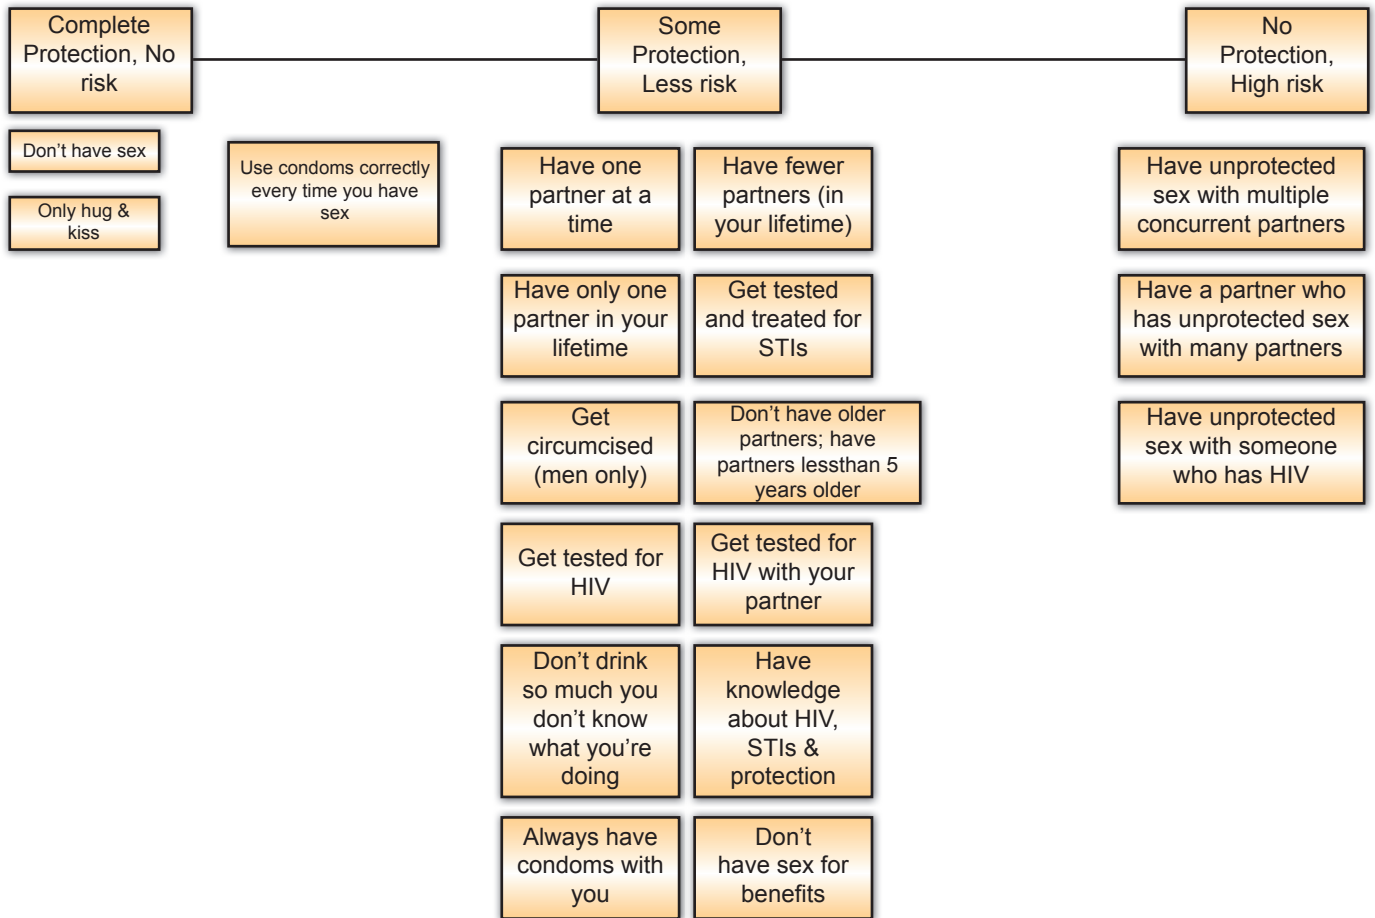 Complete
Protection, No
risk
Some
Protection,
Less risk
No
Protection,
High risk
Don't have sex
Only hug &
kiss
Use condoms correctly
every time you have
sex
Have one
partner at a
time
Have fewer
partners (in
your lifetime)
Have unprotected
sex with multiple
concurrent partners
Have only one
partner in your
lifetime
Get tested
and treated for
STIs
Have a partner who
has unprotected sex
with many partners
Get
circumcised
(men only)
Don't have older
partners; have
partners lessthan 5
years older
Have unprotected
sex with someone
who has HIV
Get tested for
HIV
Get tested for
HIV with your
partner
Don't drink
so much you
don't know
what you're
doing
Have
knowledge
about HIV,
STIs &
protection
Always have
condoms with
you
Don't
have sex for
benefits